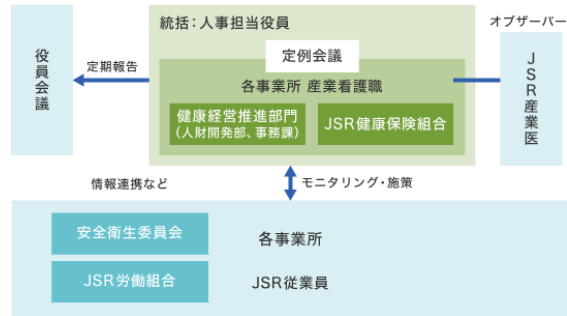 統括：人事担当役員
オブザーバー
役員会議
定期報告
定例会議
各事業所 産業看護職
健康経営推進部門
（人財開発部、事務課）
JSR健康保険組合
JSR産業医
情報連携など
モニタリング・施策
安全衛生委員会
各事業所
JSR労働組合
JSR従業員